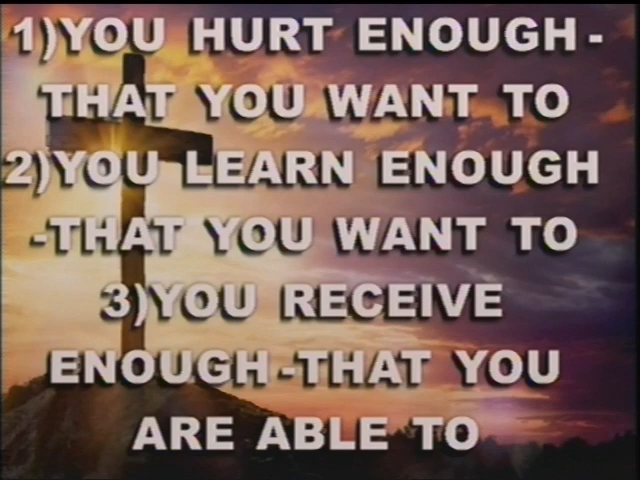 1)YOU HURT ENOUGH -
THAT YOU WANT TO
2)YOU LEARN ENOUGH
-THAT YOU WANT TO
3)YOU RECEIVE
ENOUGH -THAT YOU
ARE ABLE TO